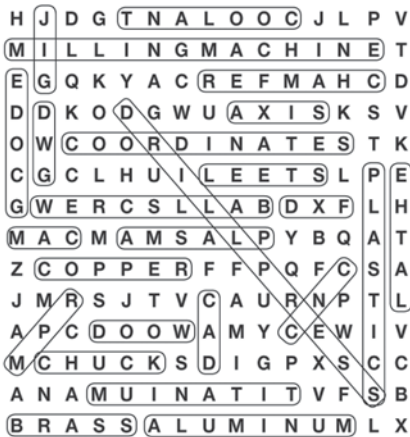 H J D G T N A L O O C J L P V
M I L L I N G M A C H I N E T
E G Q K Y A C R E F M A H C D
D D K O D G W U A X I S K S V
O W C O O R D I N A T E S T K
C G C L H U I L E E T S L P E
G W E R C S L L A B D X F L H
M A C M A M S A L P Y B Q A T
Z C O P P E R F F P Q F C S A
J M R S J T V C A U R N P T L
A P C D O O W A M Y C E W I V
M C H U C K S D I G P X S C C
A N A M U I N A T I T V F S B
B R A S S A L U M I N U M L X